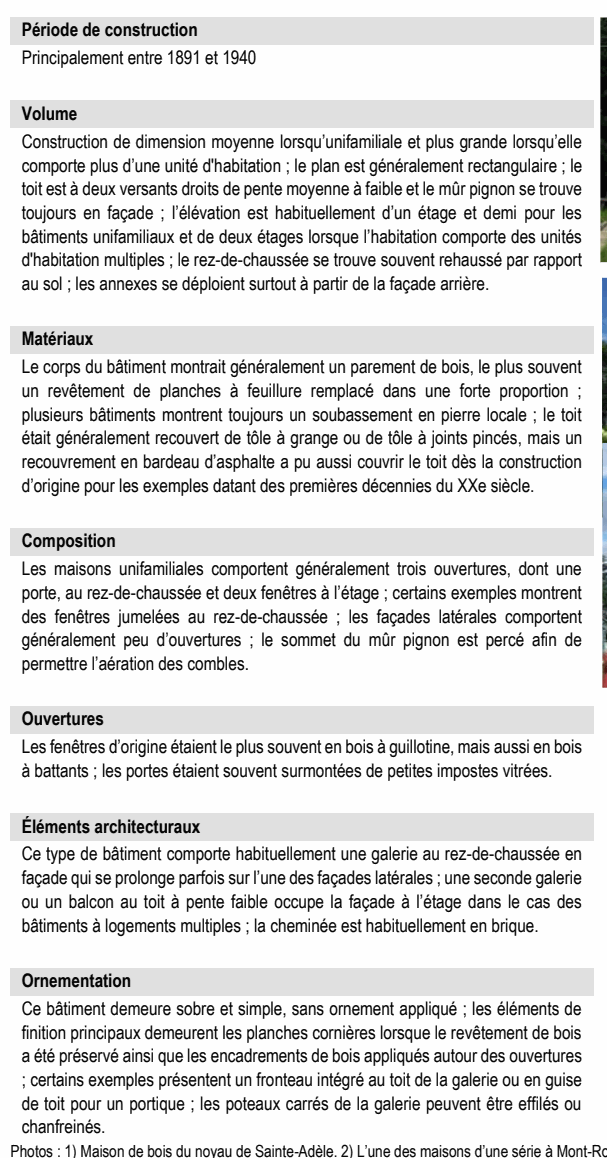 Période de construction
Principalement entre 1891 et 1940
Volume
Construction de dimension moyenne lorsqu'unifamiliale et plus grande lorsqu'elle
comporte plus d'une unité d'habitation ; le plan est généralement rectangulaire ; le
toit est à deux versants droits de pente moyenne à faible et le mûr pignon se trouve
toujours en façade ; l'élévation est habituellement d'un étage et demi pour les
bâtiments unifamiliaux et de deux étages lorsque l'habitation comporte des unités
d'habitation multiples ; le rez-de-chaussée se trouve souvent rehaussé par rapport
au sol ; les annexes se déploient surtout à partir de la façade arrière.
Matériaux
Le corps du bâtiment montrait généralement un parement de bois, le plus souvent
un revêtement de planches à feuillure remplacé dans une forte proportion ;
plusieurs bâtiments montrent toujours un soubassement en pierre locale ; le toit
était généralement recouvert de tôle à grange ou de tôle à joints pincés, mais un
recouvrement en bardeau d'asphalte a pu aussi couvrir le toit dès la construction
d'origine pour les exemples datant des premières décennies du XXe siècle.
Composition
Les maisons unifamiliales comportent généralement trois ouvertures, dont une
porte, au rez-de-chaussée et deux fenêtres à l'étage ; certains exemples montrent
des fenêtres jumelées au rez-de-chaussée ; les façades latérales comportent
généralement peu d'ouvertures ; le sommet du mûr pignon est percé afin de
permettre l'aération des combles.
Ouvertures
Les fenêtres d'origine étaient le plus souvent en bois à guillotine, mais aussi en bois
à battants ; les portes étaient souvent surmontées de petites impostes vitrées.
Éléments architecturaux
Ce type de bâtiment comporte habituellement une galerie au rez-de-chaussée en
façade qui se prolonge parfois sur l'une des façades latérales ; une seconde galerie
ou un balcon au toit à pente faible occupe la façade à l'étage dans le cas des
bâtiments à logements multiples ; la cheminée est habituellement en brique.
Ornementation
Ce bâtiment demeure sobre et simple, sans ornement appliqué ; les éléments de
finition principaux demeurent les planches cornières lorsque le revêtement de bois
a été préservé ainsi que les encadrements de bois appliqués autour des ouvertures
; certains exemples présentent un fronteau intégré au toit de la galerie ou en guise
de toit pour un portique ; les poteaux carrés de la galerie peuvent être effilés ou
chanfreinés.
Photos : 1) Maison de bois du noyau de Sainte-Adèle. 2) L'une des maisons d'une série à Mont-Ro